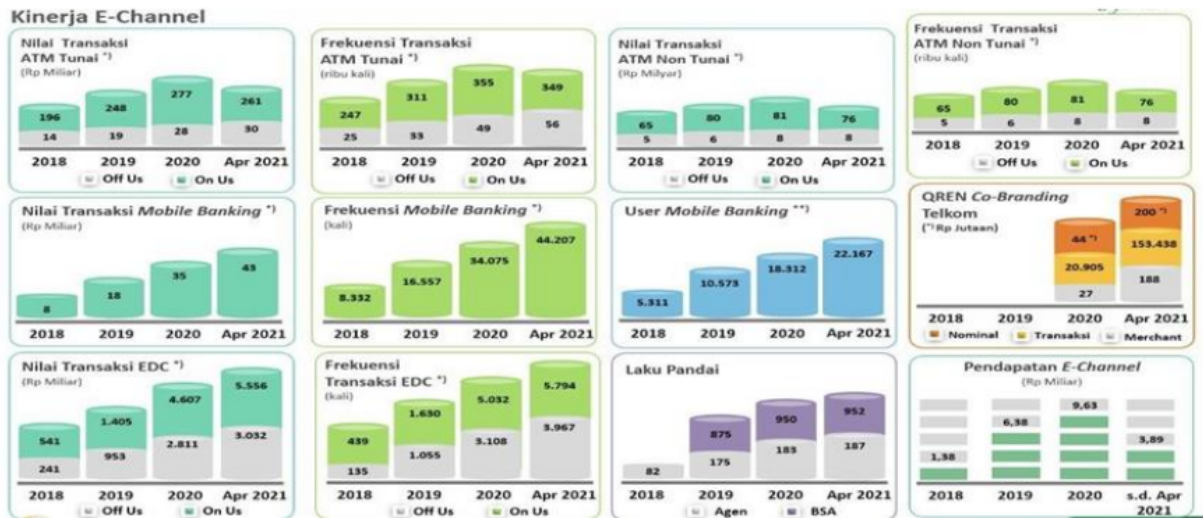 Kinerja E-Channel
Nilai Transaksi
ATM Tunai *)
(Rp Miliar)
196 248 277 261
14 19 28 30
2018 2019 2020 Apr 2021
Off Us On Us
Frekuensi Transaksi
ATM Tunai *)
(ribu kali)
247 311 355 349
25 33 49 56
2018 2019 2020 Apr 2021
Off Us On Us
Nilai Transaksi
ATM Non Tunai *)
(Rp Milyar)
65 80 81 76
5 6 8 8
2018 2019 2020 Apr 2021
Off Us On Us
Frekuensi Transaksi
ATM Non Tunai *)
(ribu kali)
65 80 81 76
5 6 8 8
2018 2019 2020 Apr 2021
Off Us On Us
Nilai Transaksi Mobile Banking *)
(Rp Miliar)
8 18 35 43
2018 2019 2020 Apr 2021
Frekuensi Mobile Banking *)
(kali)
8.332 16.557 34.075 44.207
2018 2019 2020 Apr 2021
User Mobile Banking **)
5.311 10.573 18.312 22.167
2018 2019 2020 Apr 2021
QREN Co-Branding
Telkom
(*)Rp Jutaan)
44 *) 200 *)
20.905 153.438
27 188
2018 2019 2020 Apr 2021
Nominal Transaksi Merchant
Nilai Transaksi EDC *)
(Rp Miliar)
541 1.405 4.607 5.556
241 953 2.811 3.032
2018 2019 2020 Apr 2021
Off Us On Us
Frekuensi
Transaksi EDC *)
(kali)
439 1.630 5.032 5.794
135 1.055 3.108 3.967
2018 2019 2020 Apr 2021
Off Us On Us
Laku Pandai
875 950 952
82 175 183 187
2018 2019 2020 Apr 2021
Agen BSA
Pendapatan E-Channel
(Rp Miliar)
1,38 6,38 9,63 3,89
2018 2019 2020 s.d. Apr
2021